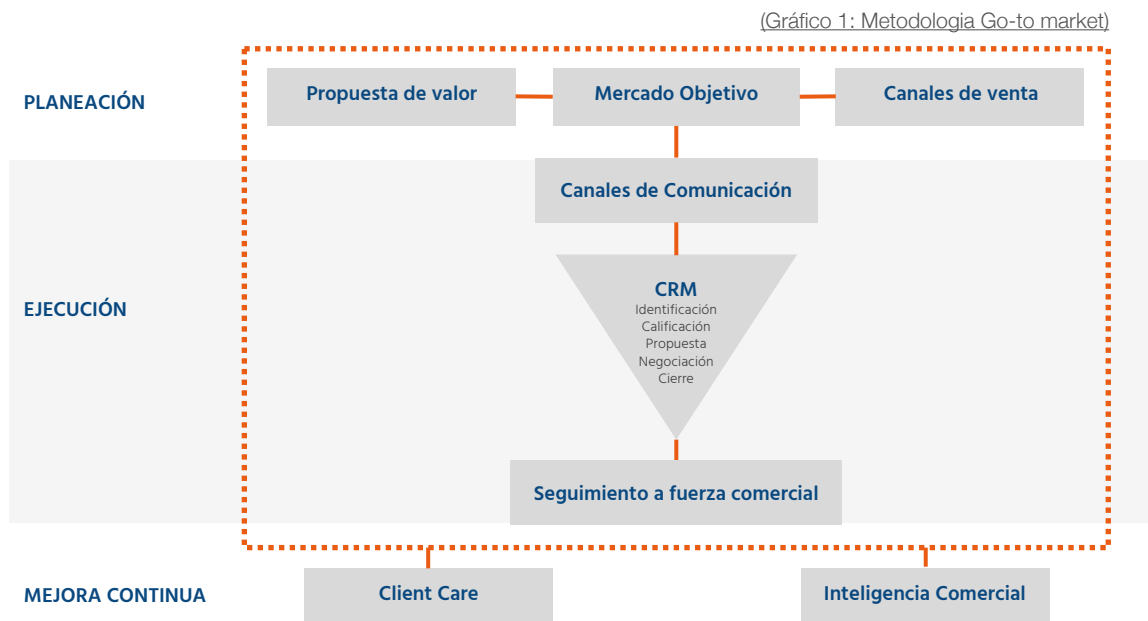 (Gráfico 1: Metodologia Go-to market)
PLANEACIÓN
Propuesta de valor
Mercado Objetivo
Canales de venta
Canales de Comunicación
EJECUCIÓN
CRM
Identificación
Calificación
Propuesta
Negociación
Cierre
Seguimiento a fuerza comercial
MEJORA CONTINUA
Client Care
Inteligencia Comercial